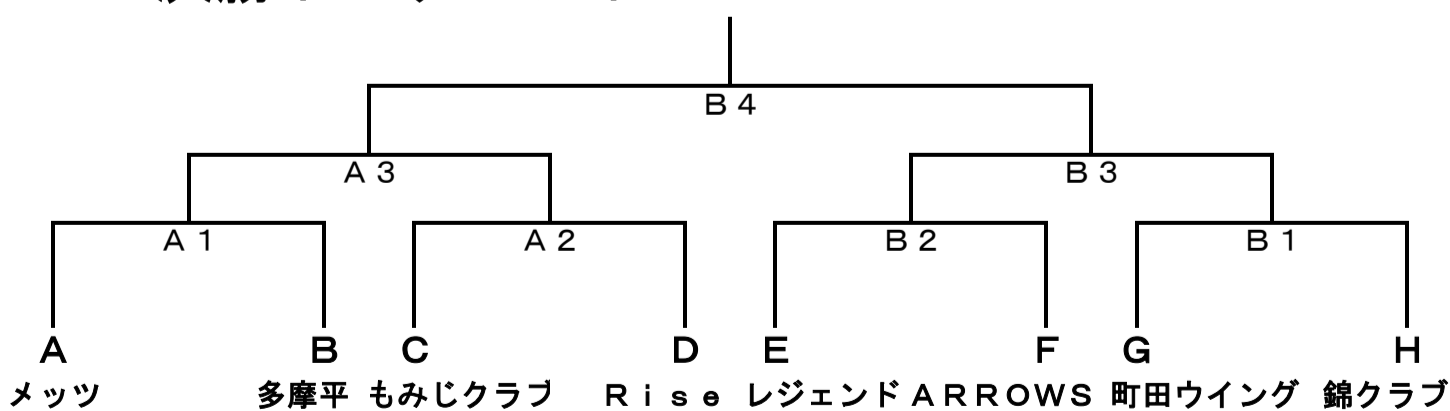 B4
A3 B3
A1 A2 B2 B1
A B C D E F G H
メッツ 多摩平 もみじクラブ Rise レジェンド ARROWS 町田ウイング 錦クラブ